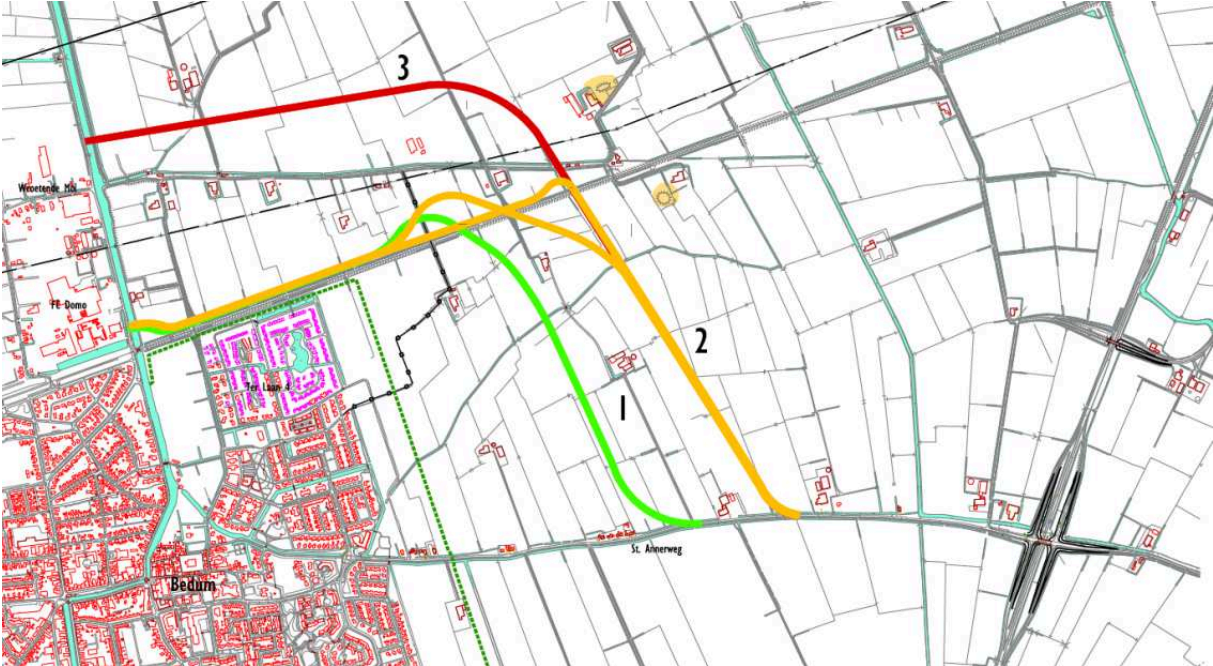 3
Wroetende Mol
FE Domo
2
Ter Laan 4
1
St. Annerweg
Bedum